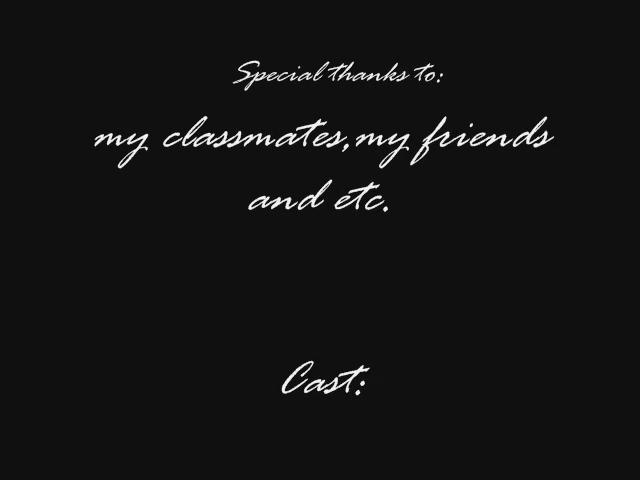 Special thanks to:
my classmates,my friends
and etc.
Cast: